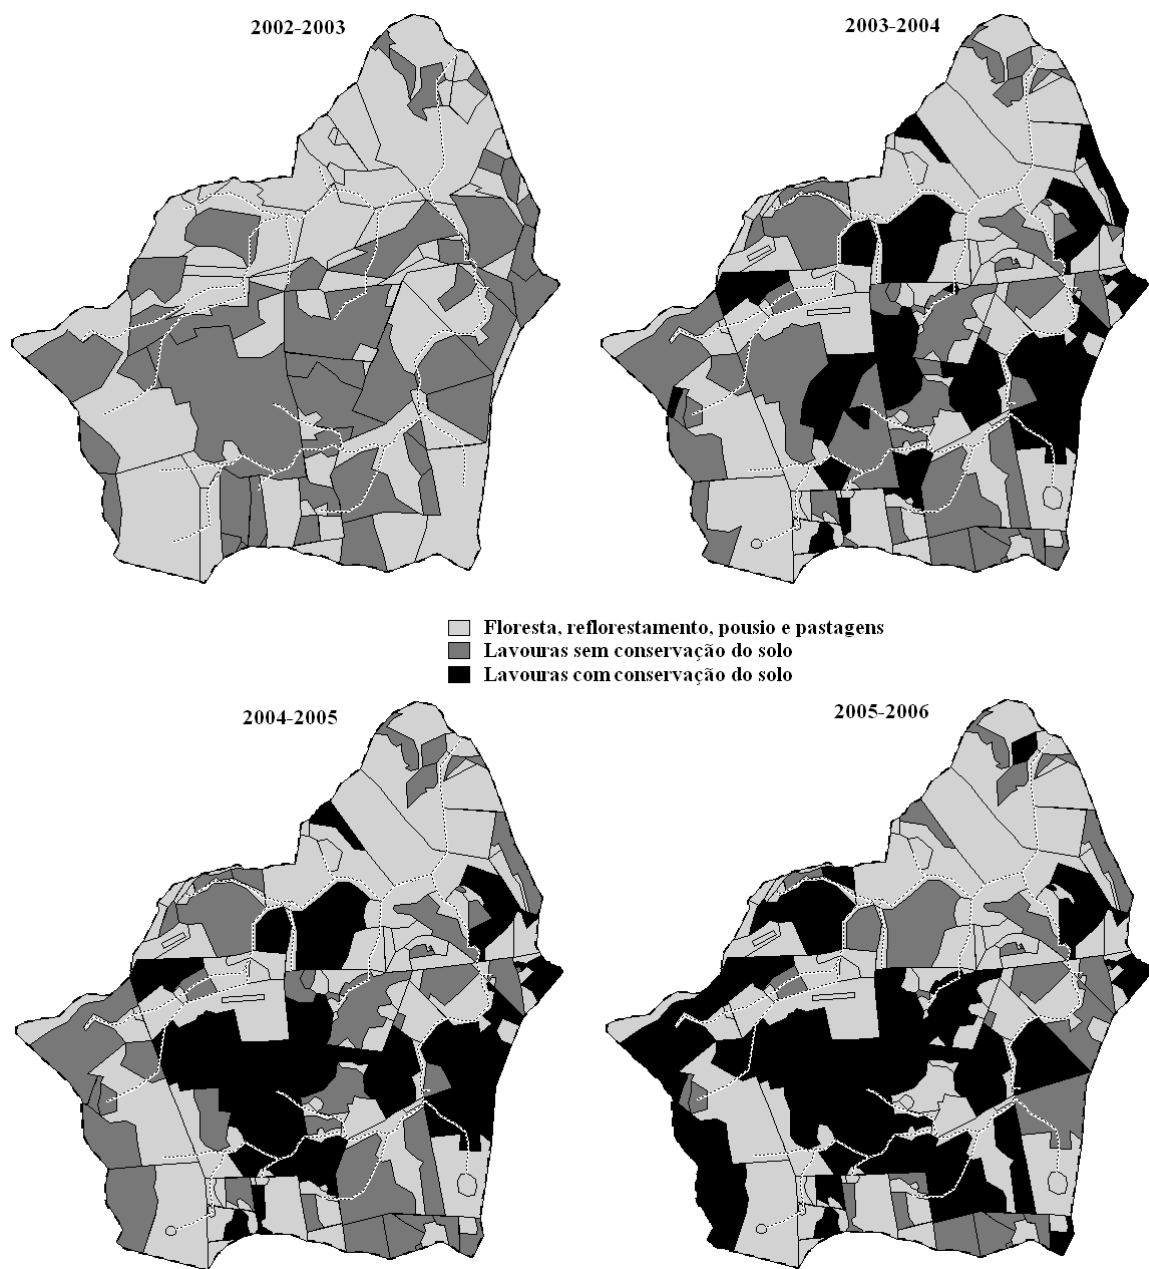 2002-2003
2003-2004
Floresta, reflorestamento, pousio e pastagens
Lavouras sem conservação do solo
Lavouras com conservação do solo
2004-2005
2005-2006